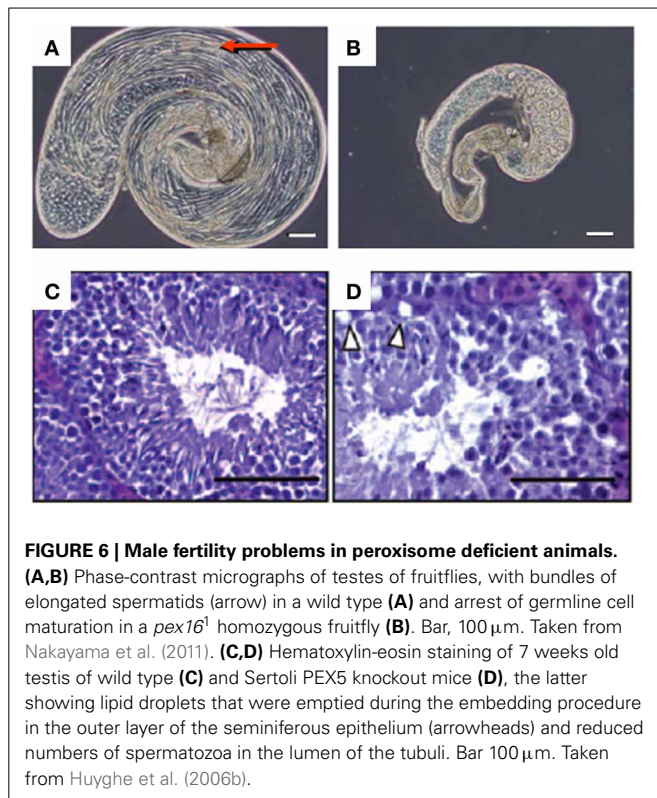 A
B
C
D
FIGURE 6 | Male fertility problems in peroxisome deficient animals.
(A,B) Phase-contrast micrographs of testes of fruitflies, with bundles of
elongated spermatids (arrow) in a wild type (A) and arrest of germline cell
maturation in a pex16¹ homozygous fruitfly (B). Bar, 100 μm. Taken from
Nakayama et al. (2011). (C,D) Hematoxylin-eosin staining of 7 weeks old
testis of wild type (C) and Sertoli PEX5 knockout mice (D), the latter
showing lipid droplets that were emptied during the embedding procedure
in the outer layer of the seminiferous epithelium (arrowheads) and reduced
numbers of spermatozoa in the lumen of the tubuli. Bar 100 μm. Taken
from Huyghe et al. (2006b).